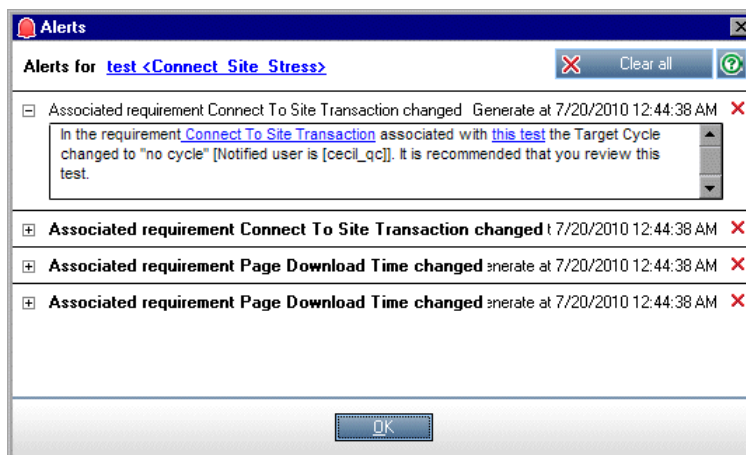 Alerts
Alerts for test <Connect_Site_Stress>
Clear all
Associated requirement Connect To Site Transaction changed Generate at 7/20/2010 12:44:38 AM
In the requirement Connect To Site Transaction associated with this test the Target Cycle
changed to "no cycle" [Notified user is [cecil_qc]]. It is recommended that you review this
test.
Associated requirement Connect To Site Transaction changed t 7/20/2010 12:44:38 AM
Associated requirement Page Download Time changed enerate at 7/20/2010 12:44:38 AM
Associated requirement Page Download Time changed enerate at 7/20/2010 12:44:38 AM
OK